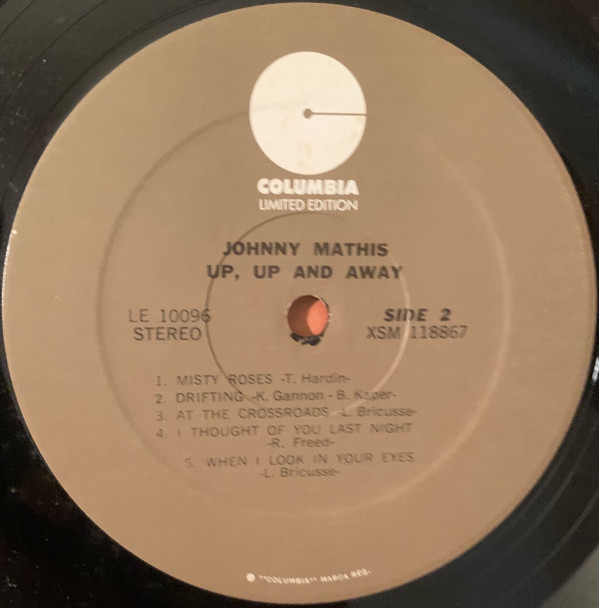 COLUMBIA
LIMITED EDITION
JOHNNY MATHIS
UP, UP AND AWAY
LE 10096 SIDE 2
STEREO XSM 118867
1. MISTY ROSES -T. Hardin-
2. DRIFTING -K. Gannon - B. Kaper-
3. AT THE CROSSROADS -L. Bricusse-
4. I THOUGHT OF YOU LAST NIGHT
-R. Freed-
5. WHEN I LOOK IN YOUR EYES
-L. Bricusse-
℗ "COLUMBIA" MARCA REG.